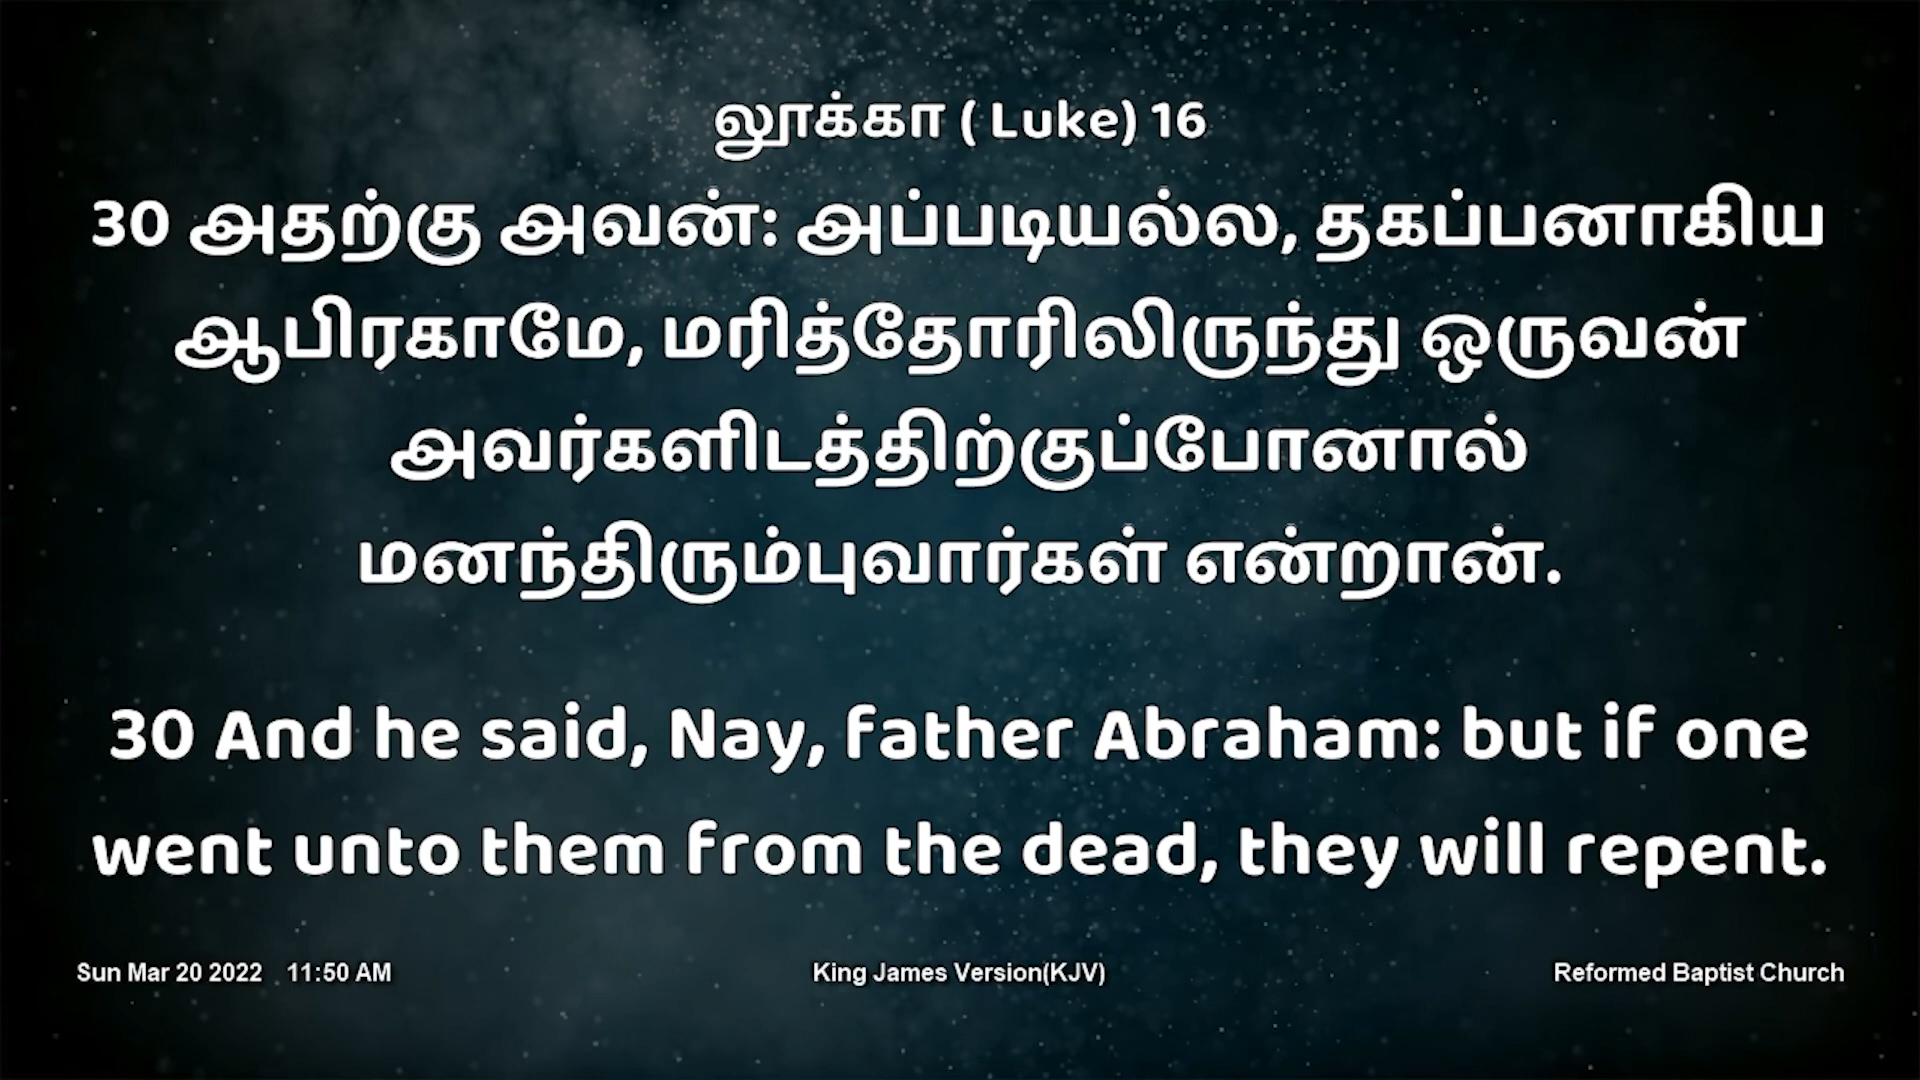 லூக்கா ( Luke) 16
30 அதற்கு அவன்: அப்படியல்ல, தகப்பனாகிய
ஆபிரகாமே, மரித்தோரிலிருந்து ஒருவன்
அவர்களிடத்திற்குப்போனால்
மனந்திரும்புவார்கள் என்றான்.
30 And he said, Nay, father Abraham: but if one
went unto them from the dead, they will repent.
Sun Mar 20 2022 11:50 AM King James Version(KJV) Reformed Baptist Church